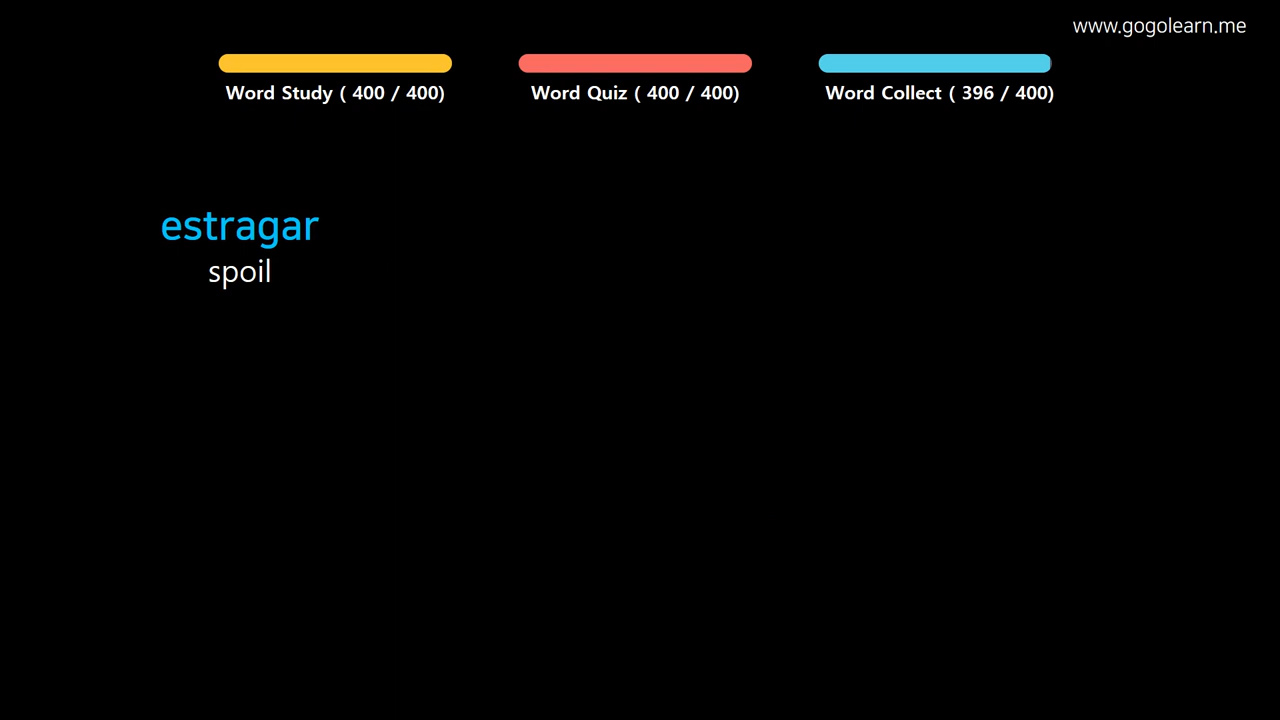 www.gogolearn.me
Word Study ( 400 / 400)
Word Quiz ( 400 / 400)
Word Collect ( 396 / 400)
estragar
spoil